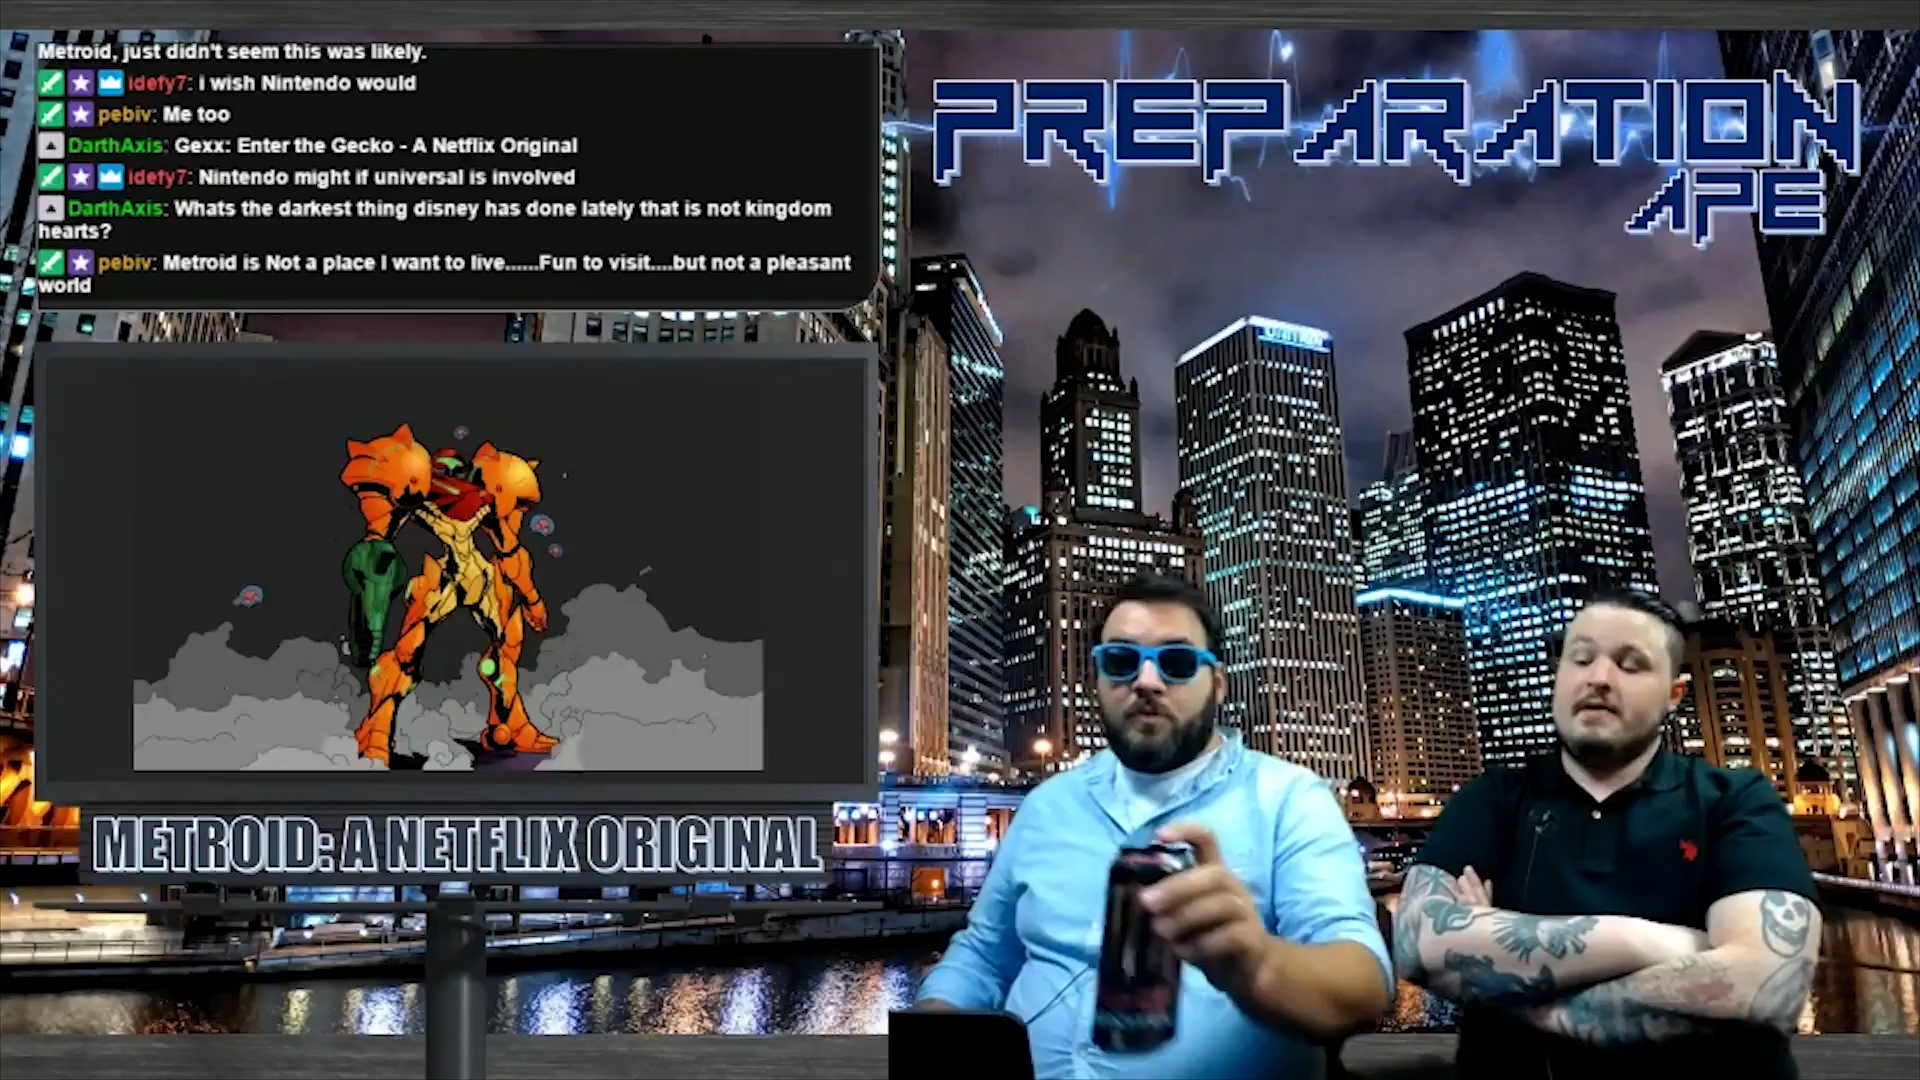 Metroid, just didn't seem this was likely.
idefy7: i wish Nintendo would
pebiv: Me too
DarthAxis: Gexx: Enter the Gecko - A Netflix Original
idefy7: Nintendo might if universal is involved
DarthAxis: Whats the darkest thing disney has done lately that is not kingdom
hearts?
pebiv: Metroid is Not a place I want to live......Fun to visit....but not a pleasant
world
PREPARATION
APE
METROID: A NETFLIX ORIGINAL